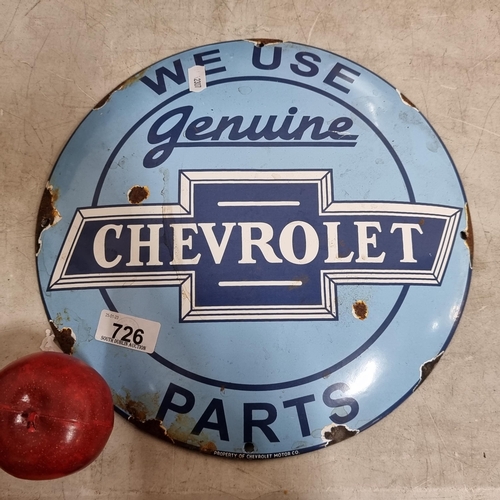 WE USE
Genuine
CHEVROLET
726
PARTS
PROPERTY OF CHEVROLET MOTOR CO.